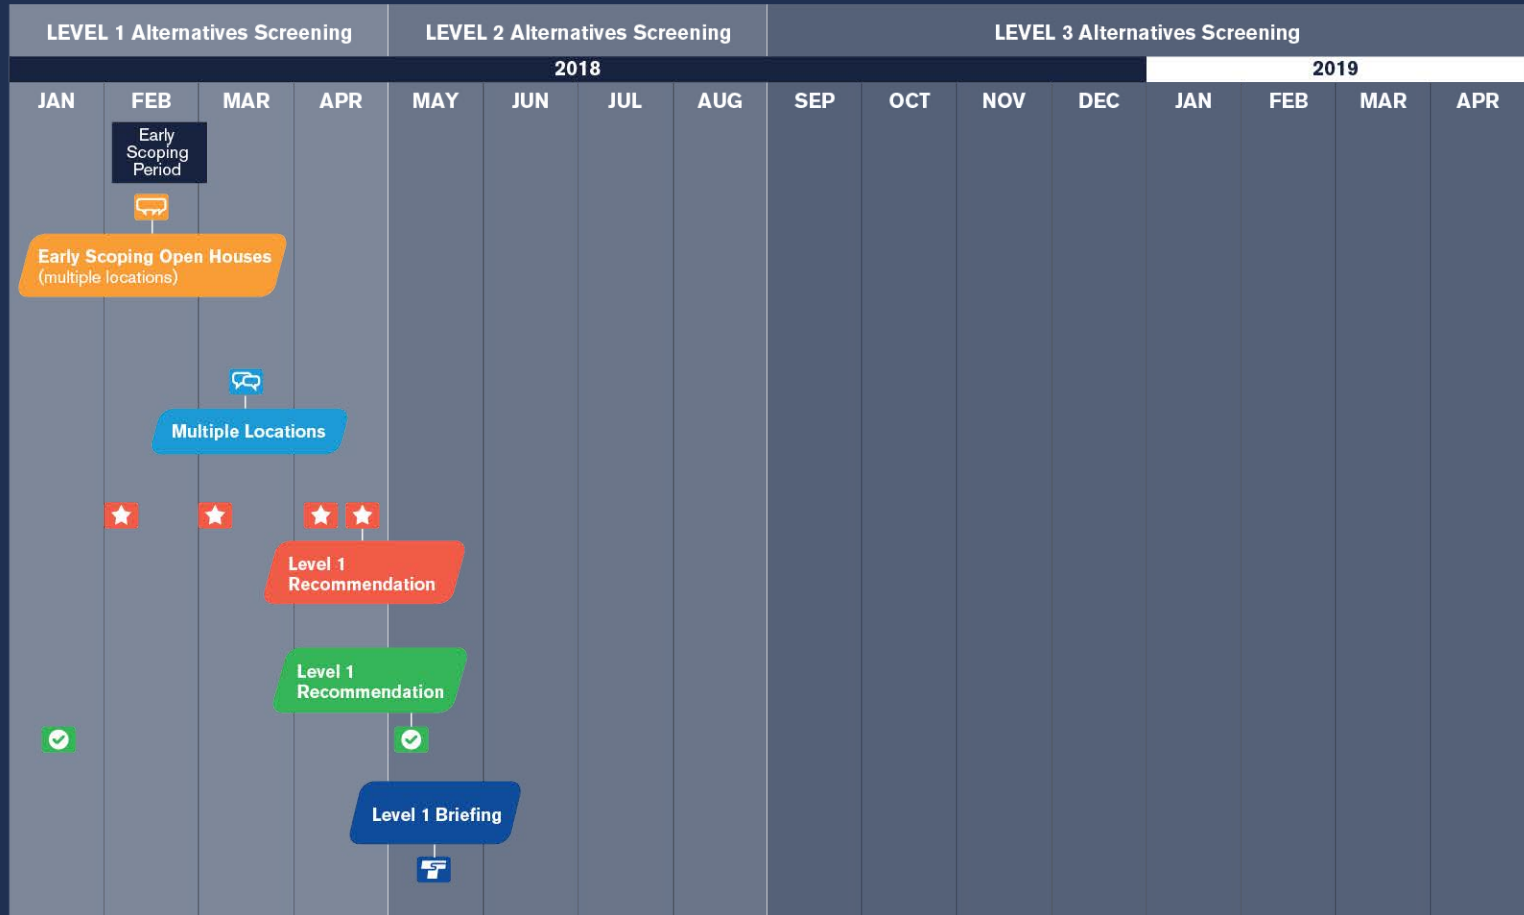 LEVEL 1 Alternatives Screening
LEVEL 2 Alternatives Screening
LEVEL 3 Alternatives Screening
2018
2019
JAN
FEB
MAR
APR
MAY
JUN
JUL
AUG
SEP
OCT
NOV
DEC
JAN
FEB
MAR
APR
Early
Scoping
Period
Early Scoping Open Houses
(multiple locations)
Multiple Locations
Level 1
Recommendation
Level 1
Recommendation
Level 1 Briefing